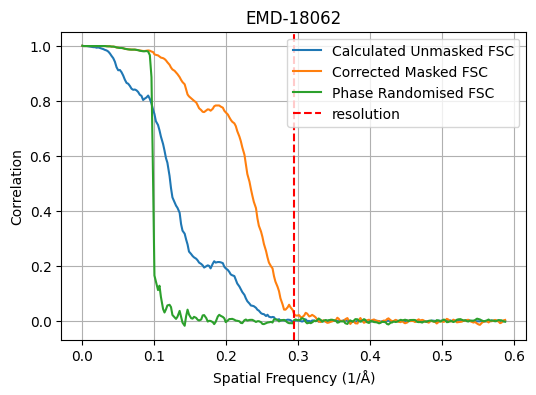 EMD-18062
Calculated Unmasked FSC
Corrected Masked FSC
Phase Randomised FSC
resolution
Correlation
1.0
0.8
0.6
0.4
0.2
0.0
0.0 0.1 0.2 0.3 0.4 0.5 0.6
Spatial Frequency (1/Å)